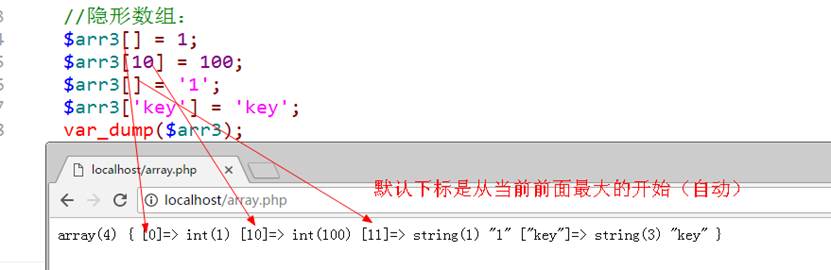 3
//隐形数组：
4
$arr3[] = 1;
5
$arr3[10] = 100;
6
$arr3[] = '1';
7
$arr3['key'] = 'key';
8
var_dump($arr3);
localhost/array.php
localhost/array.php
默认下标是从当前前面最大的开始（自动）
array(4) { [0]=> int(1) [10]=> int(100) [11]=> string(1) "1" ["key"]=> string(3) "key" }